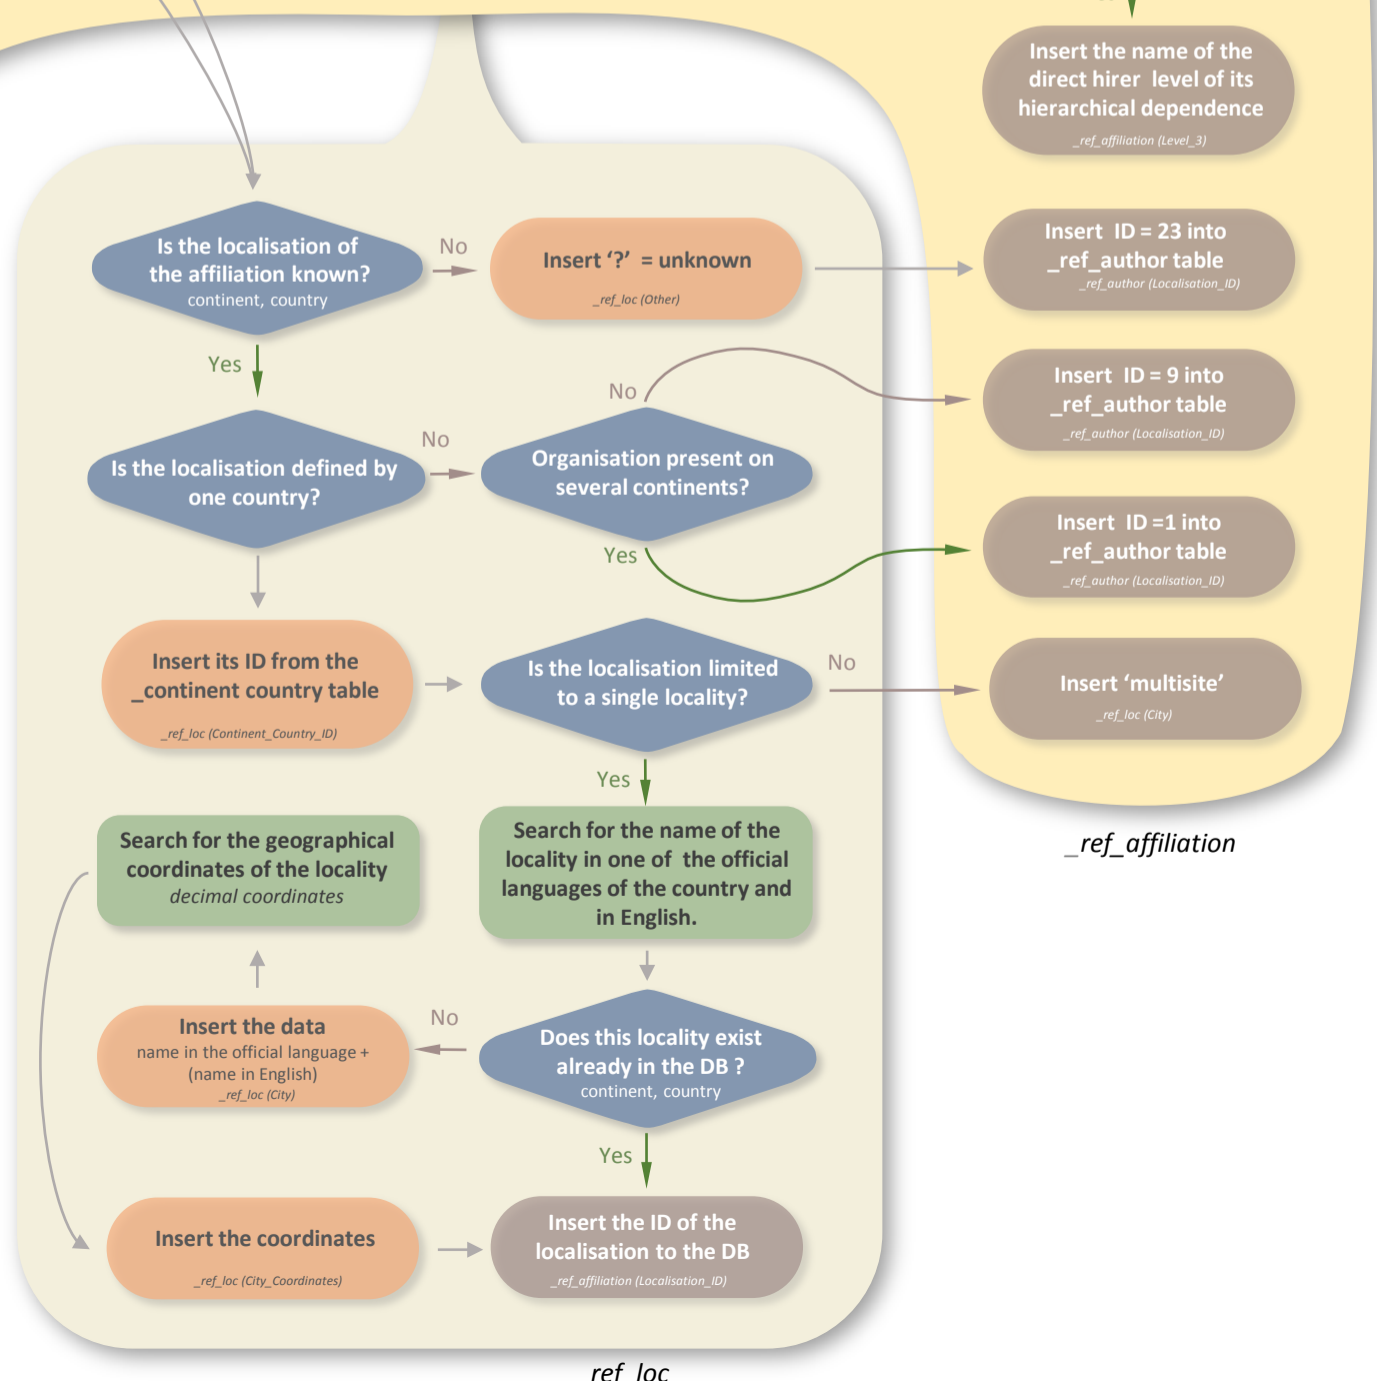 Insert the name of the
direct hirer level of its
hierarchical dependence
_ref_affiliation (Level_3)
Is the localisation of
the affiliation known?
continent, country
No
Insert ‘?’ = unknown
_ref_loc (Other)
Insert ID = 23 into
_ref_author table
_ref_author (Localisation_ID)
Yes
No
Insert ID = 9 into
_ref_author table
_ref_author (Localisation_ID)
Is the localisation defined by
one country?
No
Organisation present on
several continents?
Yes
Insert ID =1 into
_ref_author table
_ref_author (Localisation_ID)
Insert its ID from the
_continent country table
_ref_loc (Continent_Country_ID)
Is the localisation limited
to a single locality?
No
Insert ‘multisite’
_ref_loc (City)
Yes
Search for the geographical
coordinates of the locality
decimal coordinates
Search for the name of the
locality in one of the official
languages of the country and
in English.
_ref_affiliation
Insert the data
name in the official language +
(name in English)
_ref_loc (City)
No
Does this locality exist
already in the DB ?
continent, country
Yes
Insert the coordinates
_ref_loc (City_Coordinates)
Insert the ID of the
localisation to the DB
_ref_affiliation (Localisation_ID)
ref loc